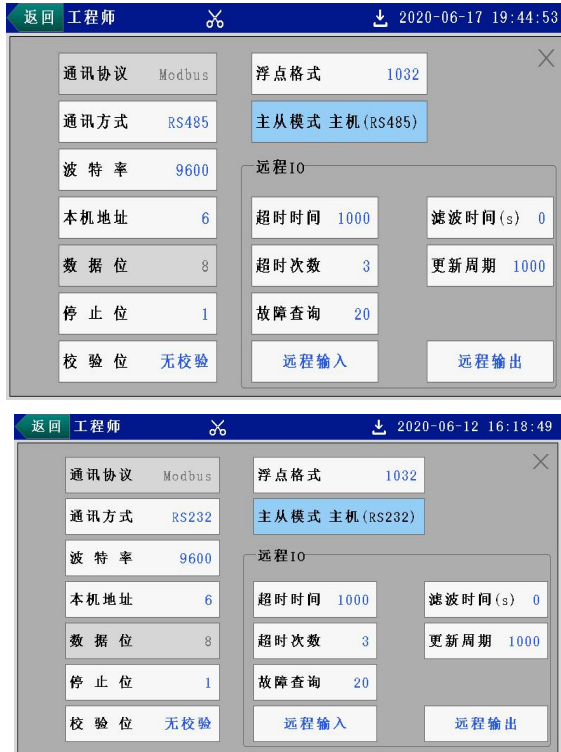 返回 工程师 2020-06-17 19:44:53
通讯协议 Modbus 浮点格式 1032
通讯方式 RS485 主从模式 主机(RS485)
波特率 9600 远程IO
本机地址 6 超时时间 1000 滤波时间(s) 0
数据位 8 超时次数 3 更新周期 1000
停止位 1 故障查询 20
校验位 无校验 远程输入 远程输出
返回 工程师 2020-06-12 16:18:49
通讯协议 Modbus 浮点格式 1032
通讯方式 RS232 主从模式 主机(RS232)
波特率 9600 远程IO
本机地址 6 超时时间 1000 滤波时间(s) 0
数据位 8 超时次数 3 更新周期 1000
停止位 1 故障查询 20
校验位 无校验 远程输入 远程输出